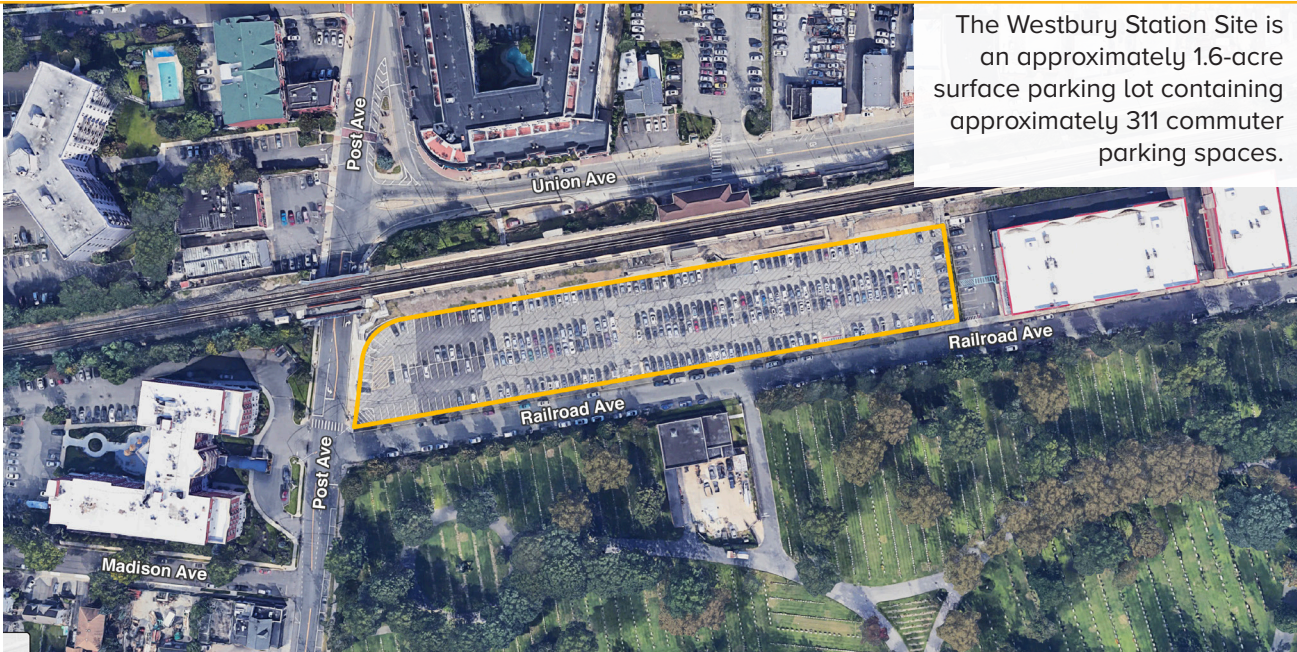 The Westbury Station Site is
an approximately 1.6-acre
surface parking lot containing
approximately 311 commuter
parking spaces.
Post Ave
Union Ave
Railroad Ave
Railroad Ave
Post Ave
Madison Ave